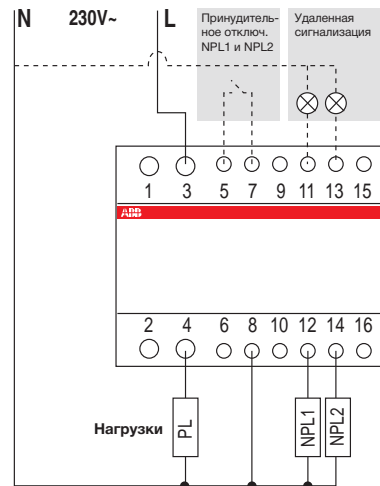 N 230V~ L
Принудитель-
ное отключ.
NPL1 и NPL2
Удаленная
сигнализация
1 3 5 7 9 11 13 15
ABB
2 4 6 8 10 12 14 16
Нагрузки PL NPL1 NPL2